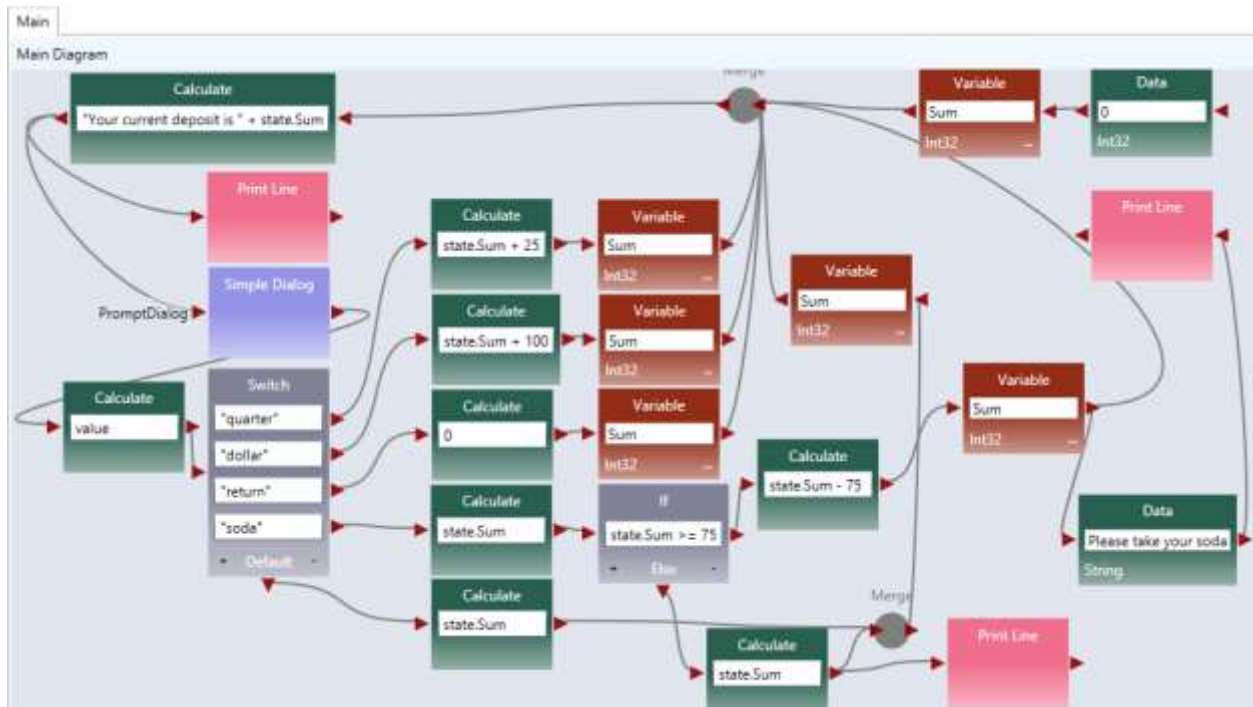 Main
Main Diagram
Calculate
"Your current deposit is " + state.Sum
Merge
Variable
Sum
Int32
...
Data
0
Int32
Print Line
Calculate
state.Sum + 25
Variable
Sum
Int32
...
Print Line
Simple Dialog
PromptDialog
Calculate
state.Sum + 100
Variable
Sum
Int32
...
Variable
Sum
Int32
...
Calculate
value
Switch
"quarter"
"dollar"
"return"
"soda"
+ Default -
Calculate
0
Variable
Sum
Int32
...
Variable
Sum
Int32
...
Calculate
state.Sum - 75
Calculate
state.Sum
If
state.Sum >= 75
+ Else -
Data
Please take your soda
String
Calculate
state.Sum
Merge
Calculate
state.Sum
Print Line